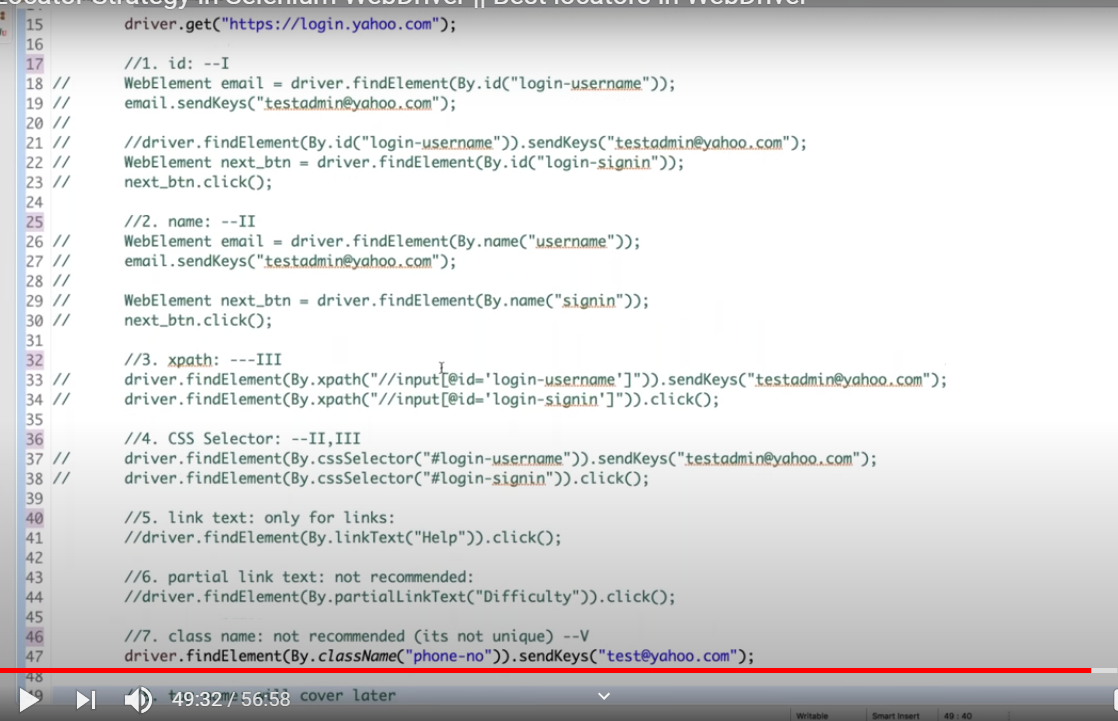 Locator Strategy in Selenium WebDriver || Best locators in WebDriver
15 driver.get("https://login.yahoo.com");
16
17 //1. id: --I
18 // WebElement email = driver.findElement(By.id("login-username"));
19 // email.sendKeys("testadmin@yahoo.com");
20 //
21 // //driver.findElement(By.id("login-username")).sendKeys("testadmin@yahoo.com");
22 // WebElement next_btn = driver.findElement(By.id("login-signin"));
23 // next_btn.click();
24
25 //2. name: --II
26 // WebElement email = driver.findElement(By.name("username"));
27 // email.sendKeys("testadmin@yahoo.com");
28 //
29 // WebElement next_btn = driver.findElement(By.name("signin"));
30 // next_btn.click();
31
32 //3. xpath: ---III
33 // driver.findElement(By.xpath("//input[@id='login-username']")).sendKeys("testadmin@yahoo.com");
34 // driver.findElement(By.xpath("//input[@id='login-signin']")).click();
35
36 //4. CSS Selector: --II,III
37 // driver.findElement(By.cssSelector("#login-username")).sendKeys("testadmin@yahoo.com");
38 // driver.findElement(By.cssSelector("#login-signin")).click();
39
40 //5. link text: only for links:
41 //driver.findElement(By.linkText("Help")).click();
42
43 //6. partial link text: not recommended:
44 //driver.findElement(By.partialLinkText("Difficulty")).click();
45
46 //7. class name: not recommended (its not unique) --V
47 driver.findElement(By.className("phone-no")).sendKeys("test@yahoo.com");
48
49 cover later
49:32 / 56:58
Writable Smart Insert 49 : 40